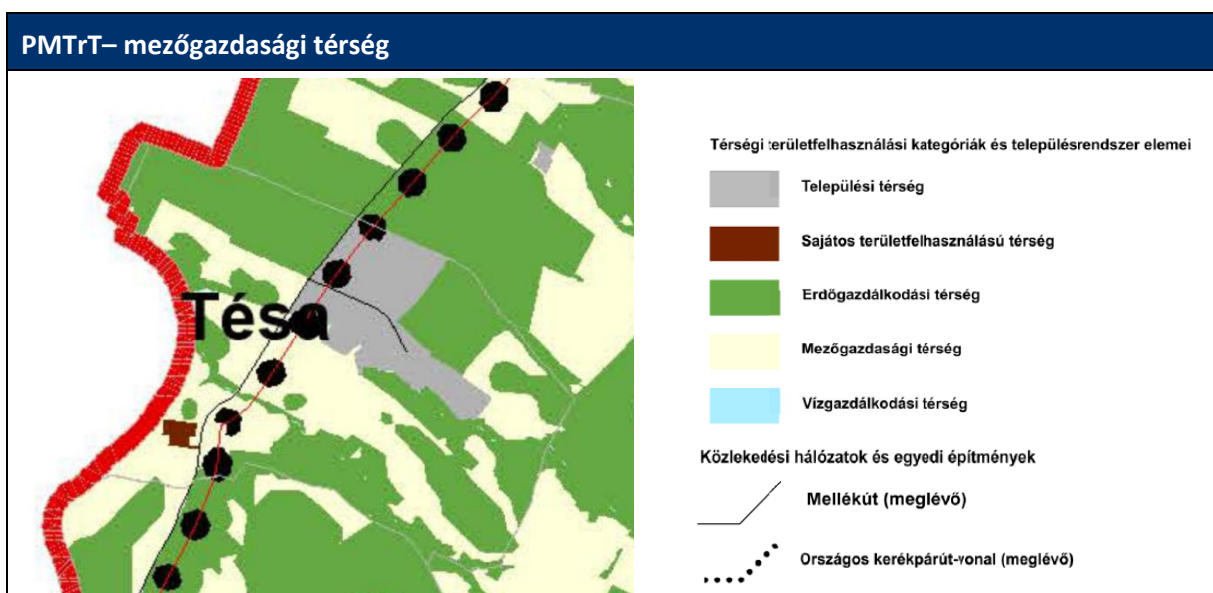 PMTrT– mezőgazdasági térség
Tésa
Térségi területfelhasználási kategóriák és településrendszer elemei
Települési térség
Sajátos területfelhasználású térség
Erdőgazdálkodási térség
Mezőgazdasági térség
Vízgazdálkodási térség
Közlekedési hálózatok és egyedi építmények
Mellékút (meglévő)
Országos kerékpárút-vonal (meglévő)